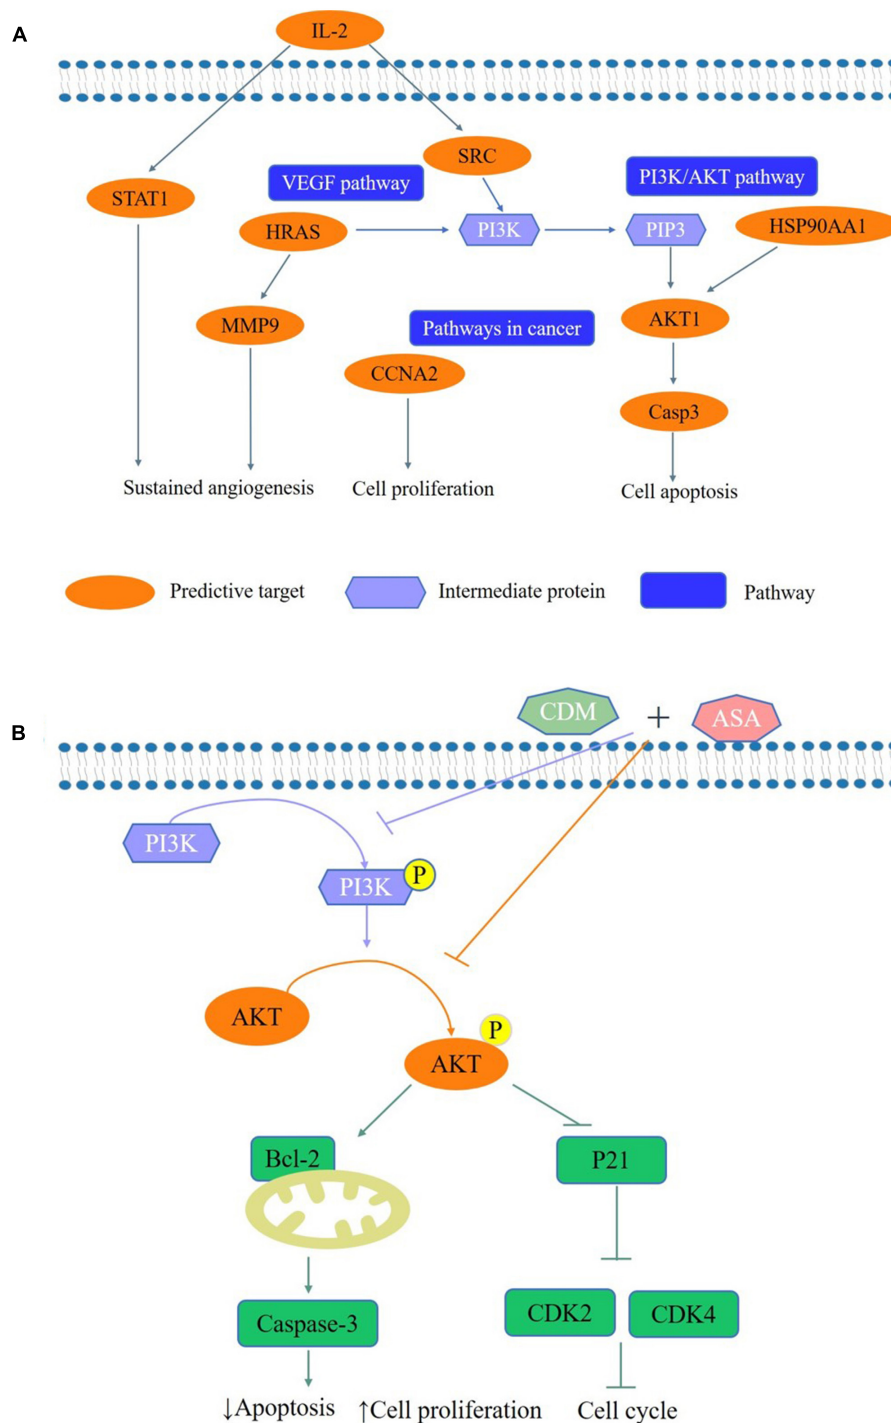 A
IL-2
SRC
VEGF pathway
PI3K/AKT pathway
STAT1
HRAS
PI3K
PIP3
HSP90AA1
MMP9
Pathways in cancer
AKT1
CCNA2
Casp3
Sustained angiogenesis
Cell proliferation
Cell apoptosis
Predictive target
Intermediate protein
Pathway
B
CDM + ASA
PI3K
PI3K P
AKT
P
AKT
Bcl-2
P21
Caspase-3
CDK2
CDK4
↓Apoptosis ↑Cell proliferation
Cell cycle